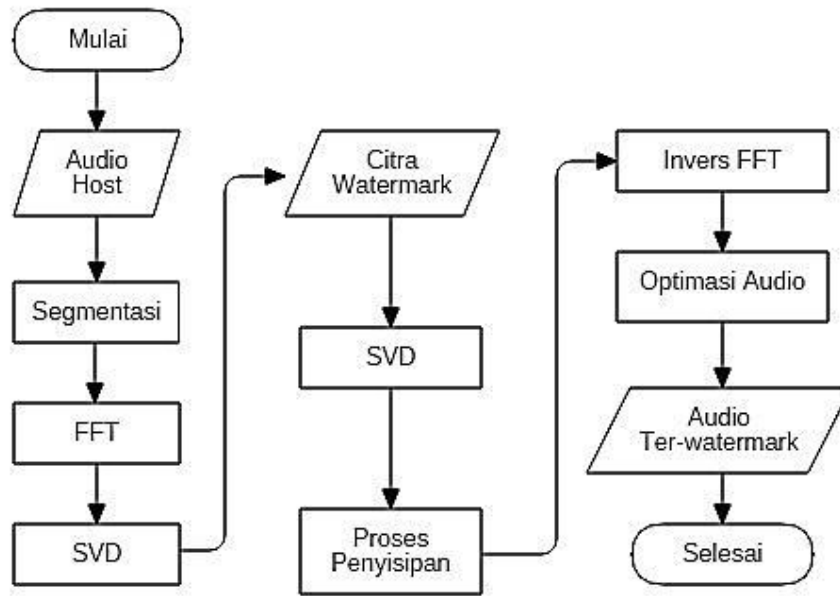 Mulai
Audio
Host
Segmentasi
FFT
SVD
Citra
Watermark
SVD
Proses
Penyisipan
Invers FFT
Optimasi Audio
Audio
Ter-watermark
Selesai